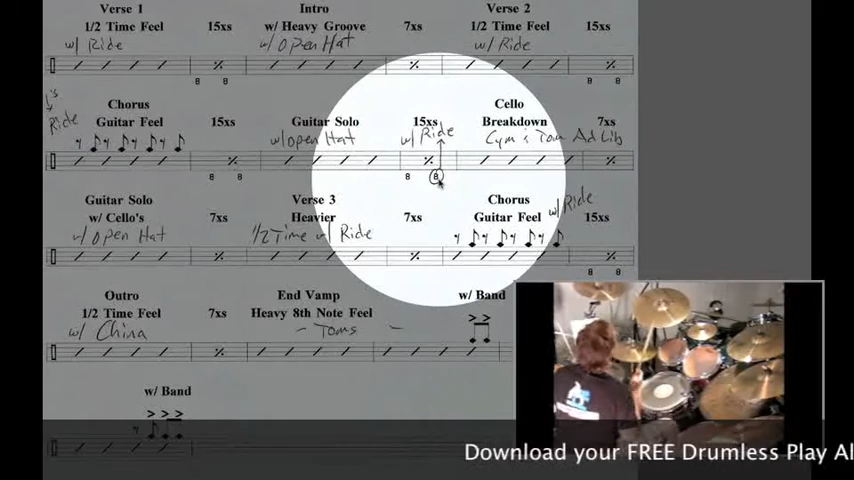 Verse 1 Intro Verse 2
1/2 Time Feel 15xs w/ Heavy Groove 7xs 1/2 Time Feel 15xs
w/ Ride w/ Open Hat w/ Ride
8 8 8 8
Chorus Cello
Ride Guitar Feel 15xs Guitar Solo 15xs Breakdown 7xs
w/ open Hat w/ Ride Cym & Tom Ad Lib
8 8 8 8
Guitar Solo Verse 3 Chorus
w/ Cello's 7xs Heavier 7xs Guitar Feel w/ Ride 15xs
w/ Open Hat 1/2 Time w/ Ride
8 8
Outro End Vamp w/ Band
1/2 Time Feel 7xs Heavy 8th Note Feel
w/ China - Toms -
w/ Band
Download your FREE Drumless Play Al